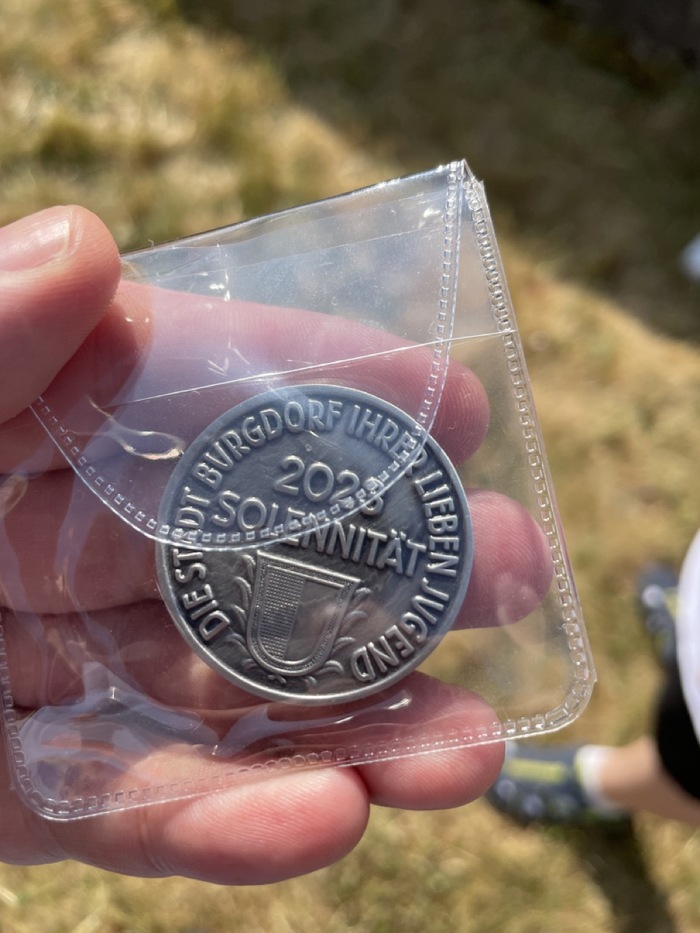 DIE STADT BURGDORF IHRER LIEBEN JUGEND
SOLENNITÄT